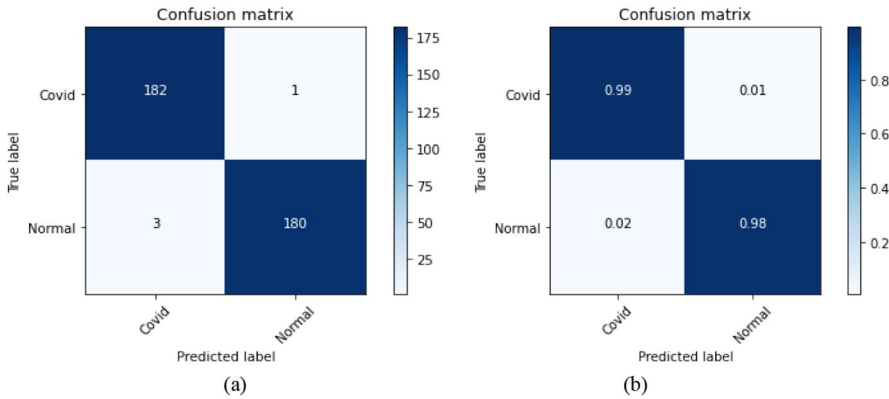 Confusion matrix
Covid
Normal
True label
182 1
3 180
175
150
125
100
75
50
25
Covid Normal
Predicted label
(a)
Confusion matrix
Covid
Normal
True label
0.99 0.01
0.02 0.98
0.8
0.6
0.4
0.2
Covid Normal
Predicted label
(b)